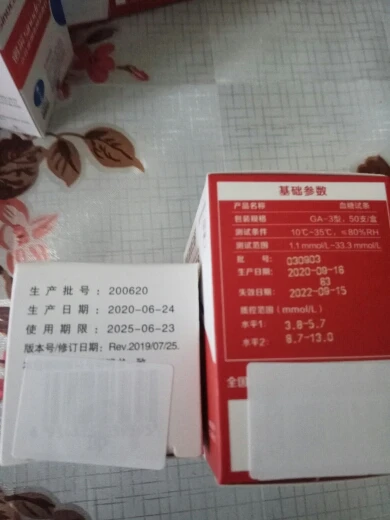 生产批号：200620
生产日期：2020-06-24
使用期限：2025-06-23
版本号/修订日期：Rev.2019/07/25.
基础参数
产品名称 血糖试条
包装规格 GA-3型，50支/盒
测试条件 10℃-35℃，≤80%RH
测试范围 1.1 mmol/L-33.3 mmol/L
批 号： 030903
生产日期： 2020-09-16
63
失效日期： 2022-09-15
质控范围（mmol/L）
水平1： 3.8-5.7
水平2： 8.7-13.0
全国